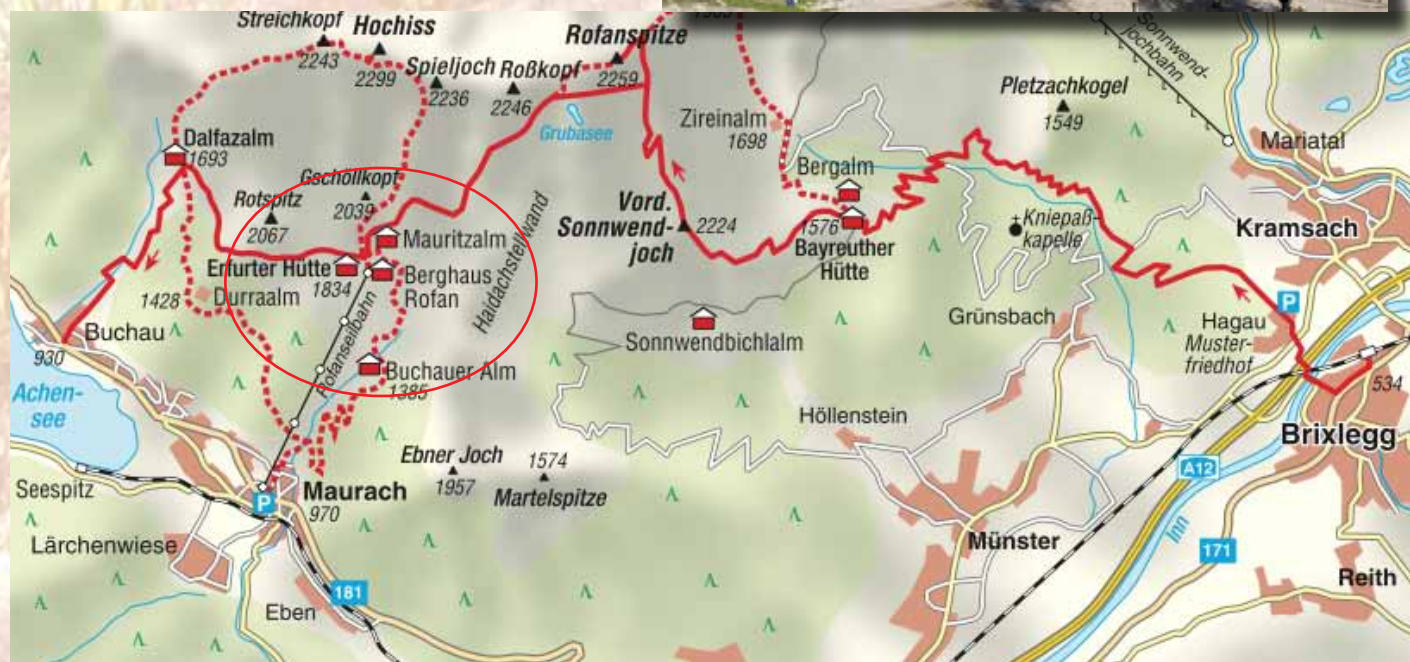 Streichkopf
2243
Hochiss
2299
Spieljoch
2236
Roßkopf
2246
Rofanspitze
2259
Grubasee
Sonnwend-
jochbahn
Pletzachkogel
1549
Mariatal
Zireinalm
1698
Dalfazalm
1693
Gschöllkopf
2039
Rotspitz
2067
Mauritzalm
Erfurter Hütte
1834
Berghaus
Rofan
Haidachstellwand
Vord.
Sonnwend-
joch
2224
Bergalm
1576
Bayreuther
Hütte
Kniepaß-
kapelle
Kramsach
P
Hagau
Muster-
friedhof
534
Brixlegg
Grünsbach
Sonnwendbichlalm
1428
Durraalm
Rofanseilbahn
Buchauer Alm
1385
Buchau
930
Achen-
see
Höllenstein
A12
Inn
Ebner Joch
1957
1574
Martelspitze
Seespitz
P
Maurach
970
Lärchenwiese
Münster
171
Reith
181
Eben